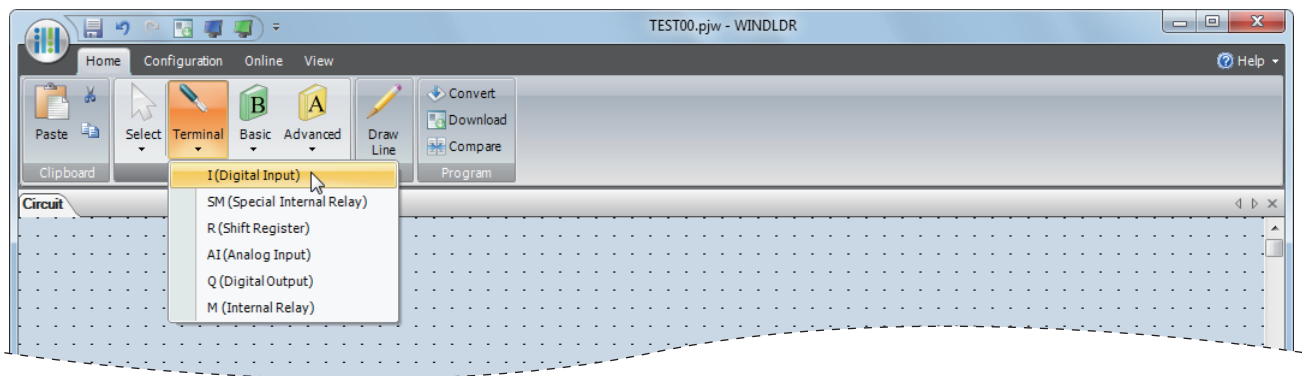 TEST00.pjw - WINDLDR
Home Configuration Online View Help
Paste Select Terminal Basic Advanced Draw Line Convert Download Compare
B A
Clipboard Program
I (Digital Input)
SM (Special Internal Relay)
R (Shift Register)
AI (Analog Input)
Q (Digital Output)
M (Internal Relay)
Circuit